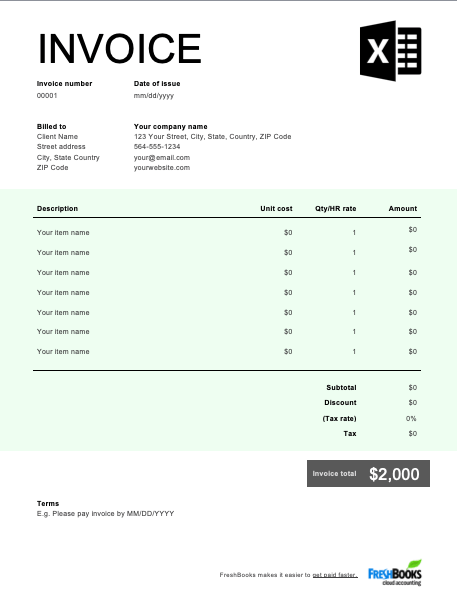 INVOICE
X
Invoice number Date of issue
00001 mm/dd/yyyy
Billed to Your company name
Client Name 123 Your Street, City, State, Country, ZIP Code
Street address 564-555-1234
City, State Country your@email.com
ZIP Code yourwebsite.com
Description Unit cost Qty/HR rate Amount
Your item name $0 1 $0
Your item name $0 1 $0
Your item name $0 1 $0
Your item name $0 1 $0
Your item name $0 1 $0
Your item name $0 1 $0
Your item name $0 1 $0
Subtotal $0
Discount $0
(Tax rate) 0%
Tax $0
Invoice total $2,000
Terms
E.g. Please pay invoice by MM/DD/YYYY
FreshBooks makes it easier to get paid faster.
FRESHBOOKS
cloud accounting